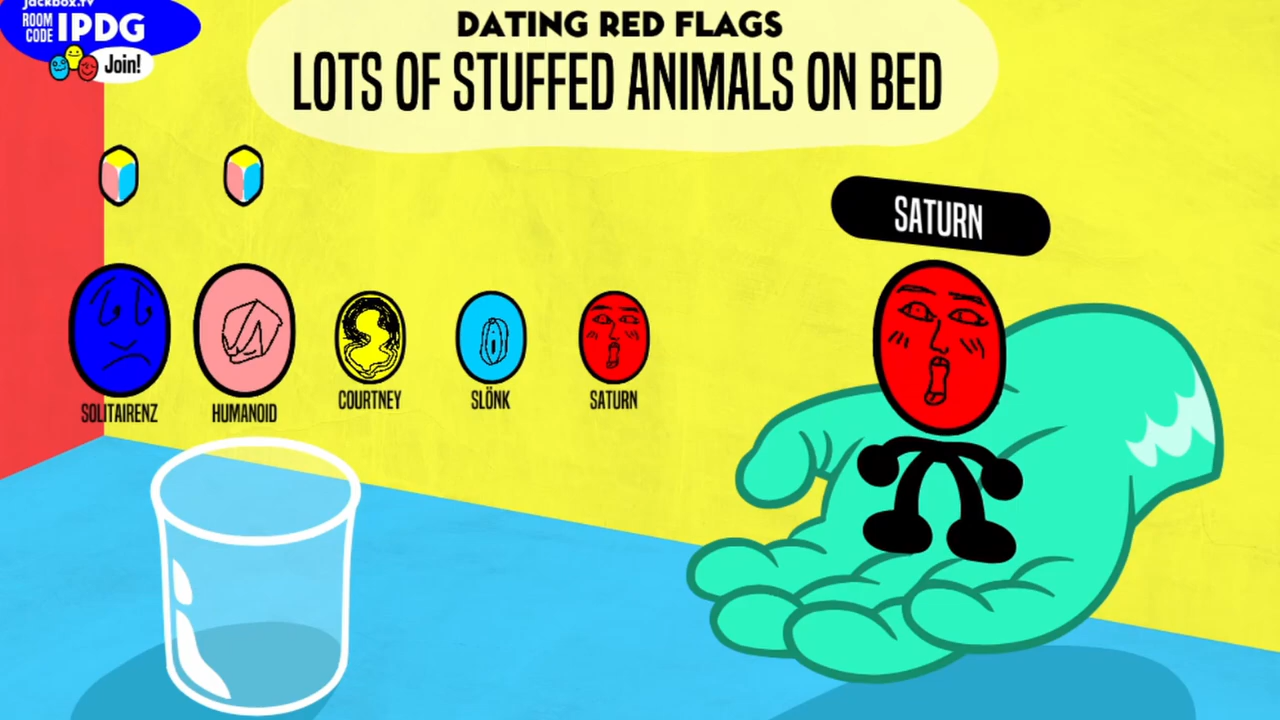 jackbox.tv
ROOM
CODE
IPDG
Join!
DATING RED FLAGS
LOTS OF STUFFED ANIMALS ON BED
SATURN
SOLITAIRENZ
HUMANOID
COURTNEY
SLÖNK
SATURN